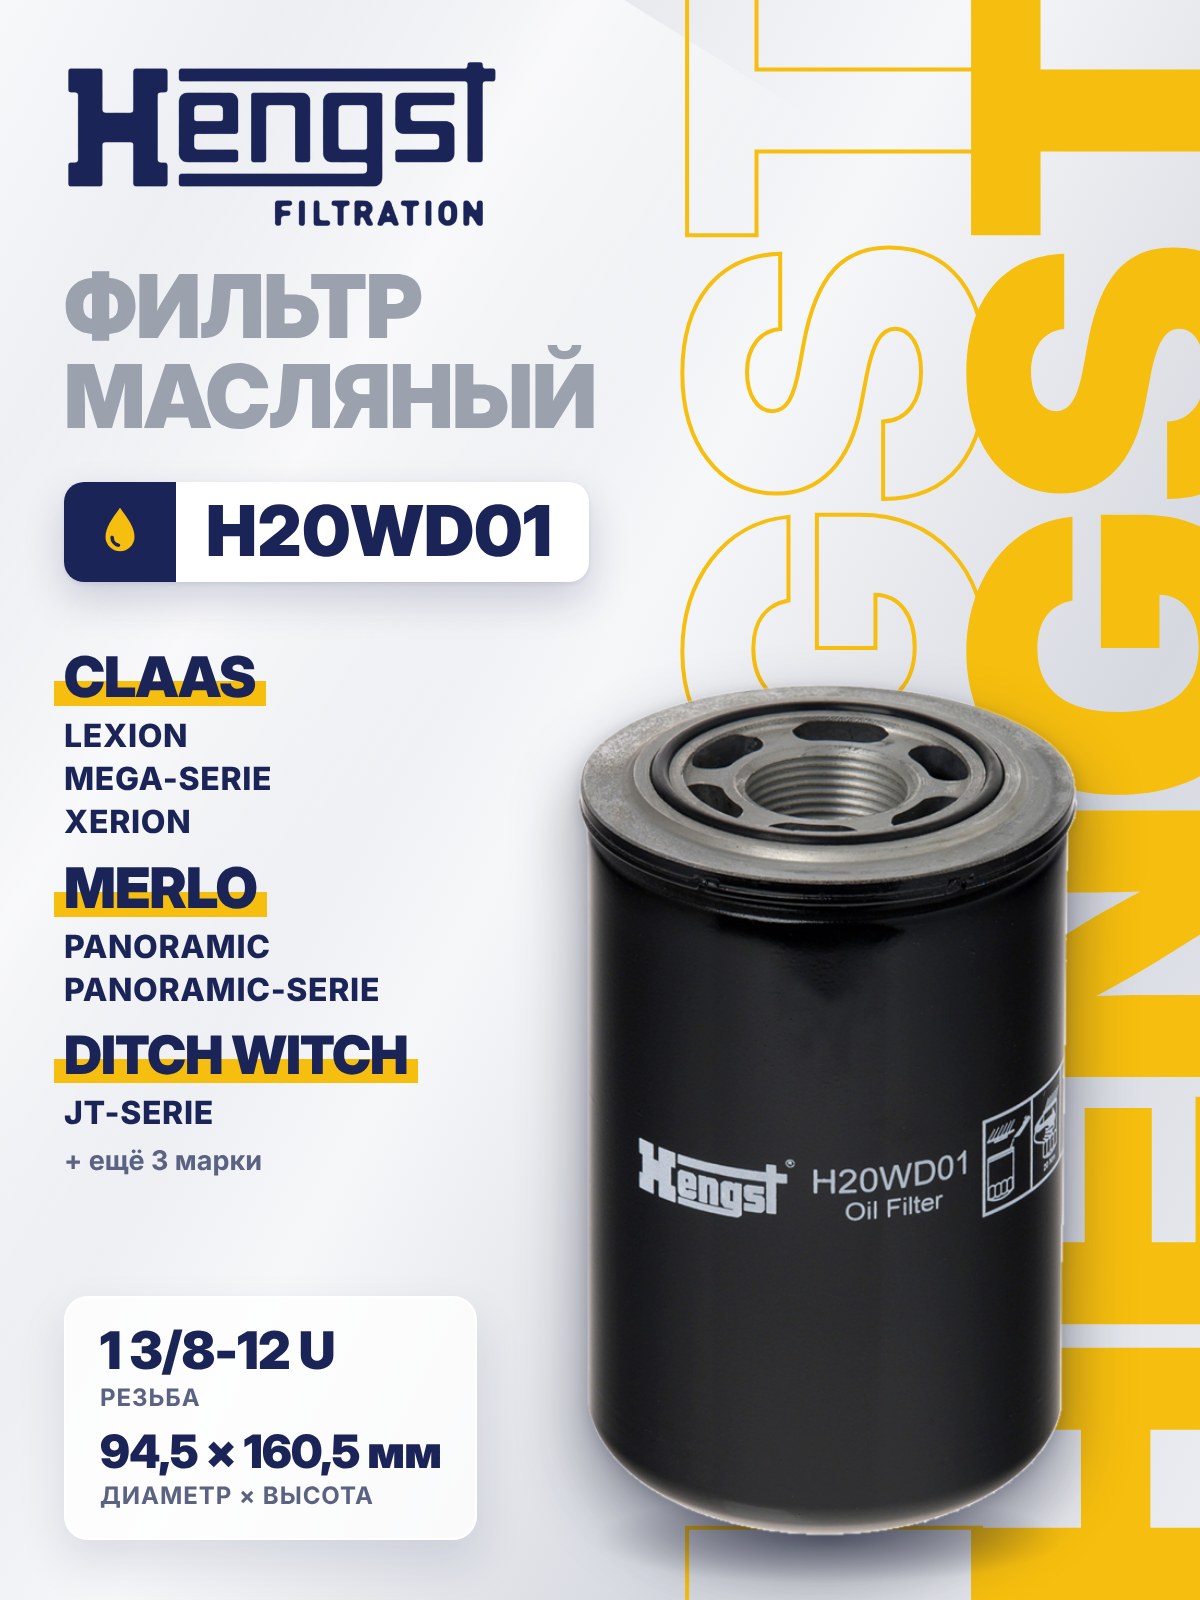 Hengst
FILTRATION
ФИЛЬТР
МАСЛЯНЫЙ
H20WD01
CLAAS
LEXION
MEGA-SERIE
XERION
MERLO
PANORAMIC
PANORAMIC-SERIE
DITCH WITCH
JT-SERIE
+ ещё 3 марки
1 3/8-12 U
РЕЗЬБА
94,5 × 160,5 мм
ДИАМЕТР × ВЫСОТА
HENGST
HENGST
Hengst®
H20WD01
Oil Filter